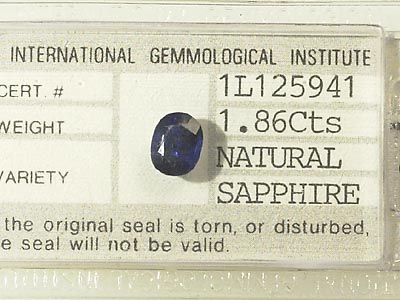 INTERNATIONAL GEMMOLOGICAL INSTITUTE
CERT. # 1L125941
WEIGHT 1.86Cts
VARIETY NATURAL
SAPPHIRE
the original seal is torn, or disturbed,
e seal will not be valid.